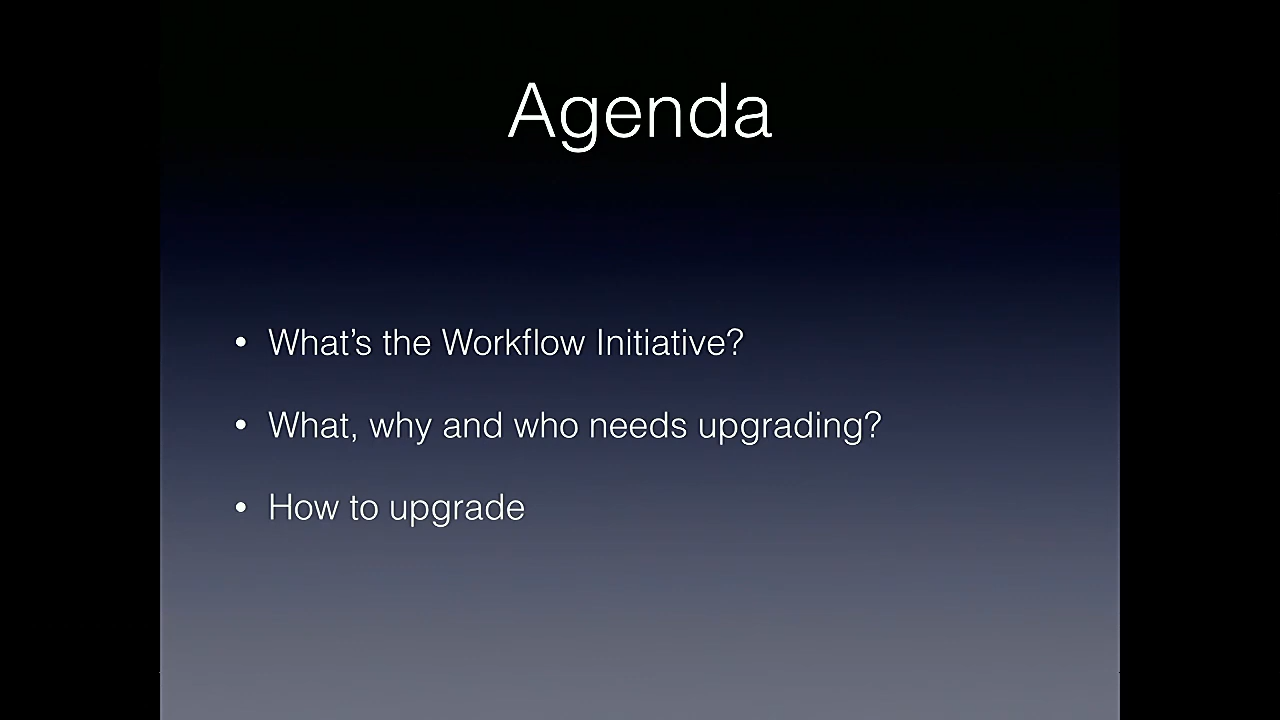 Agenda
• What’s the Workflow Initiative?
• What, why and who needs upgrading?
• How to upgrade